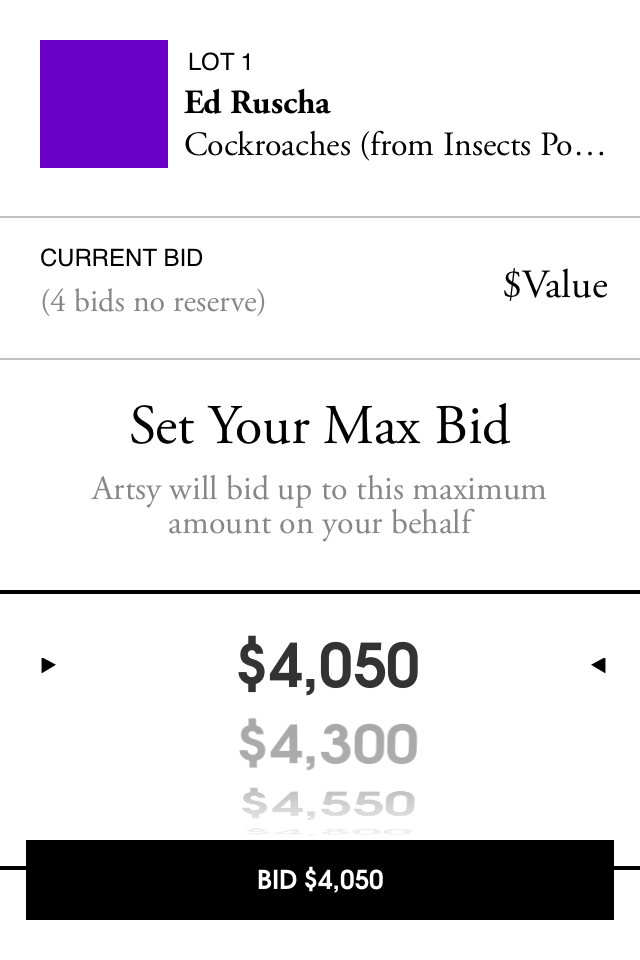 LOT 1
Ed Ruscha
Cockroaches (from Insects Po…
CURRENT BID
(4 bids no reserve)
$Value
Set Your Max Bid
Artsy will bid up to this maximum
amount on your behalf
$4,050
$4,300
$4,550
$4,800
BID $4,050